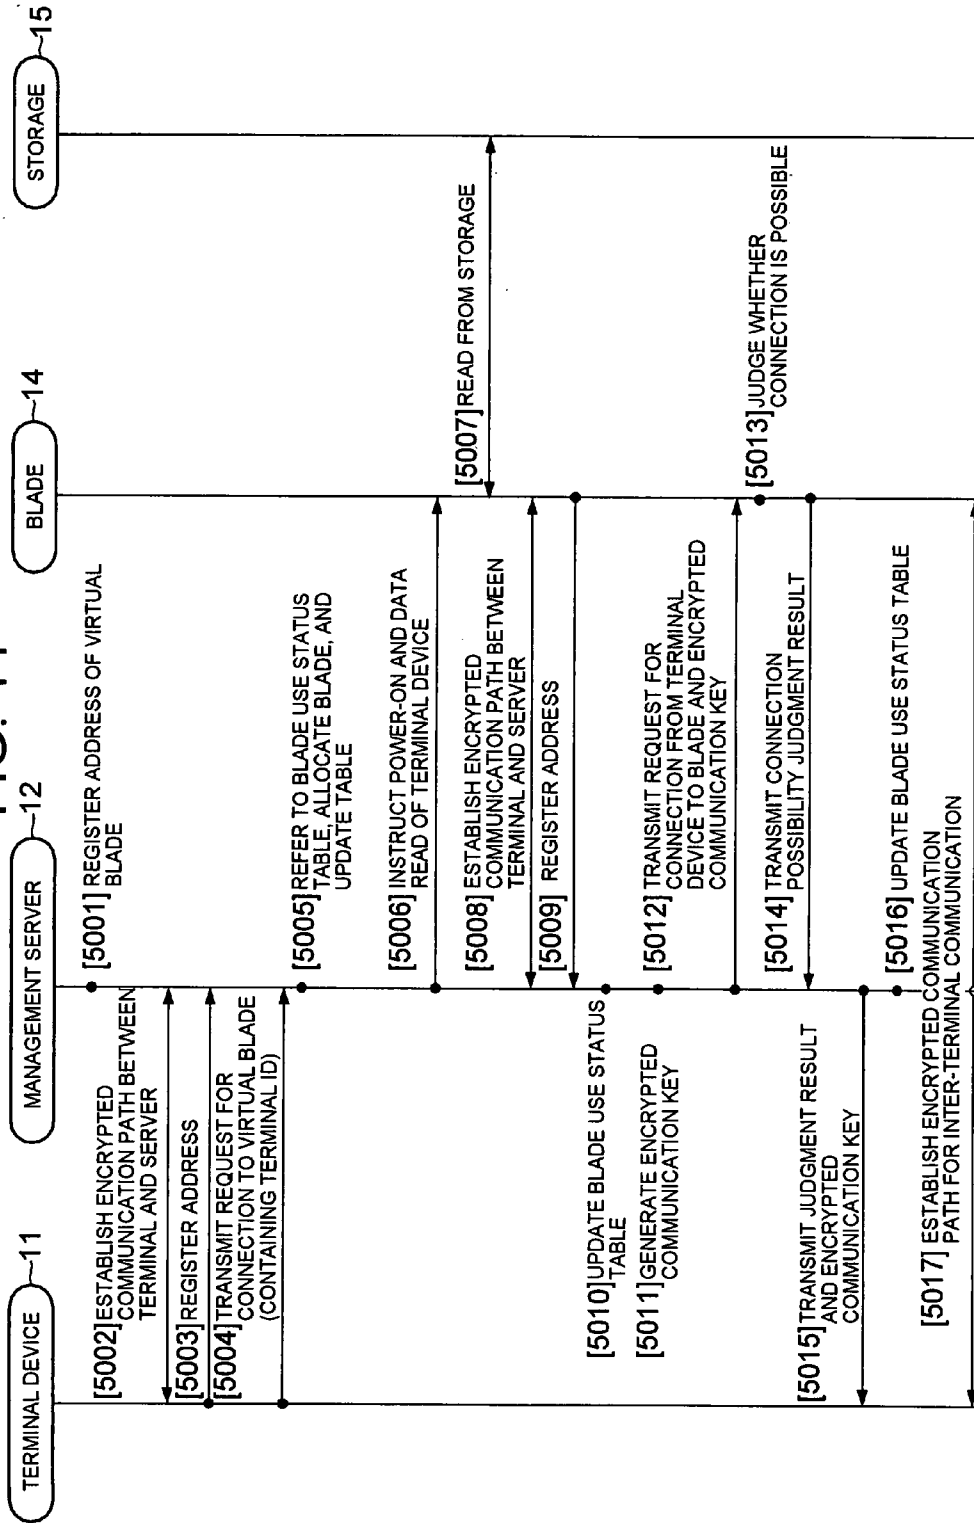 TERMINAL DEVICE
11
MANAGEMENT SERVER
12
BLADE
14
STORAGE
15
[5001] REGISTER ADDRESS OF VIRTUAL
BLADE
[5002] ESTABLISH ENCRYPTED
COMMUNICATION PATH BETWEEN
TERMINAL AND SERVER
[5003] REGISTER ADDRESS
[5004] TRANSMIT REQUEST FOR
CONNECTION TO VIRTUAL BLADE
(CONTAINING TERMINAL ID)
[5005] REFER TO BLADE USE STATUS
TABLE, ALLOCATE BLADE, AND
UPDATE TABLE
[5006] INSTRUCT POWER-ON AND DATA
READ OF TERMINAL DEVICE
[5007] READ FROM STORAGE
[5008] ESTABLISH ENCRYPTED
COMMUNICATION PATH BETWEEN
TERMINAL AND SERVER
[5009] REGISTER ADDRESS
[5010] UPDATE BLADE USE STATUS
TABLE
[5011] GENERATE ENCRYPTED
COMMUNICATION KEY
[5012] TRANSMIT REQUEST FOR
CONNECTION FROM TERMINAL
DEVICE TO BLADE AND ENCRYPTED
COMMUNICATION KEY
[5013] JUDGE WHETHER
CONNECTION IS POSSIBLE
[5014] TRANSMIT CONNECTION
POSSIBILITY JUDGMENT RESULT
[5015] TRANSMIT JUDGMENT RESULT
AND ENCRYPTED
COMMUNICATION KEY
[5016] UPDATE BLADE USE STATUS TABLE
[5017] ESTABLISH ENCRYPTED COMMUNICATION
PATH FOR INTER-TERMINAL COMMUNICATION